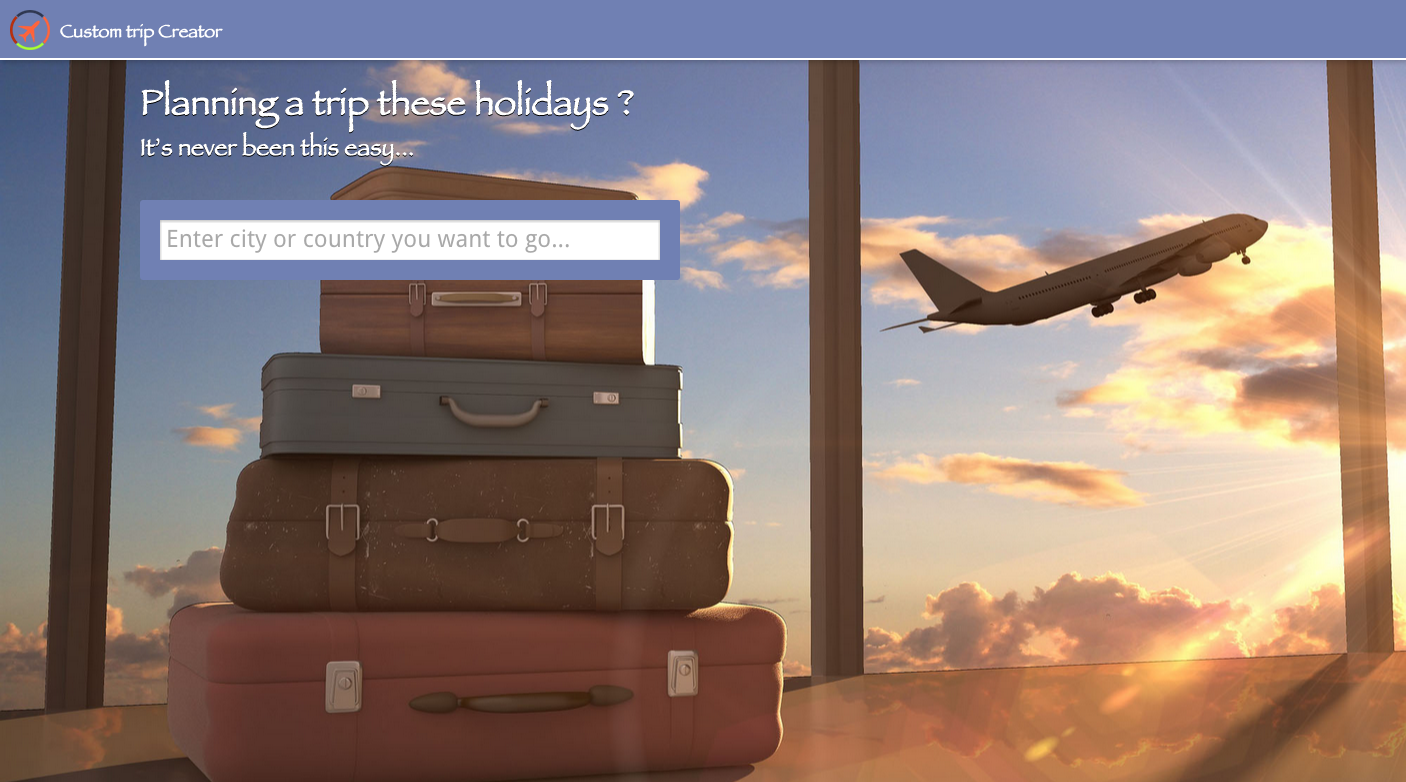 Custom trip Creator
Planning a trip these holidays ?
It's never been this easy...
Enter city or country you want to go...